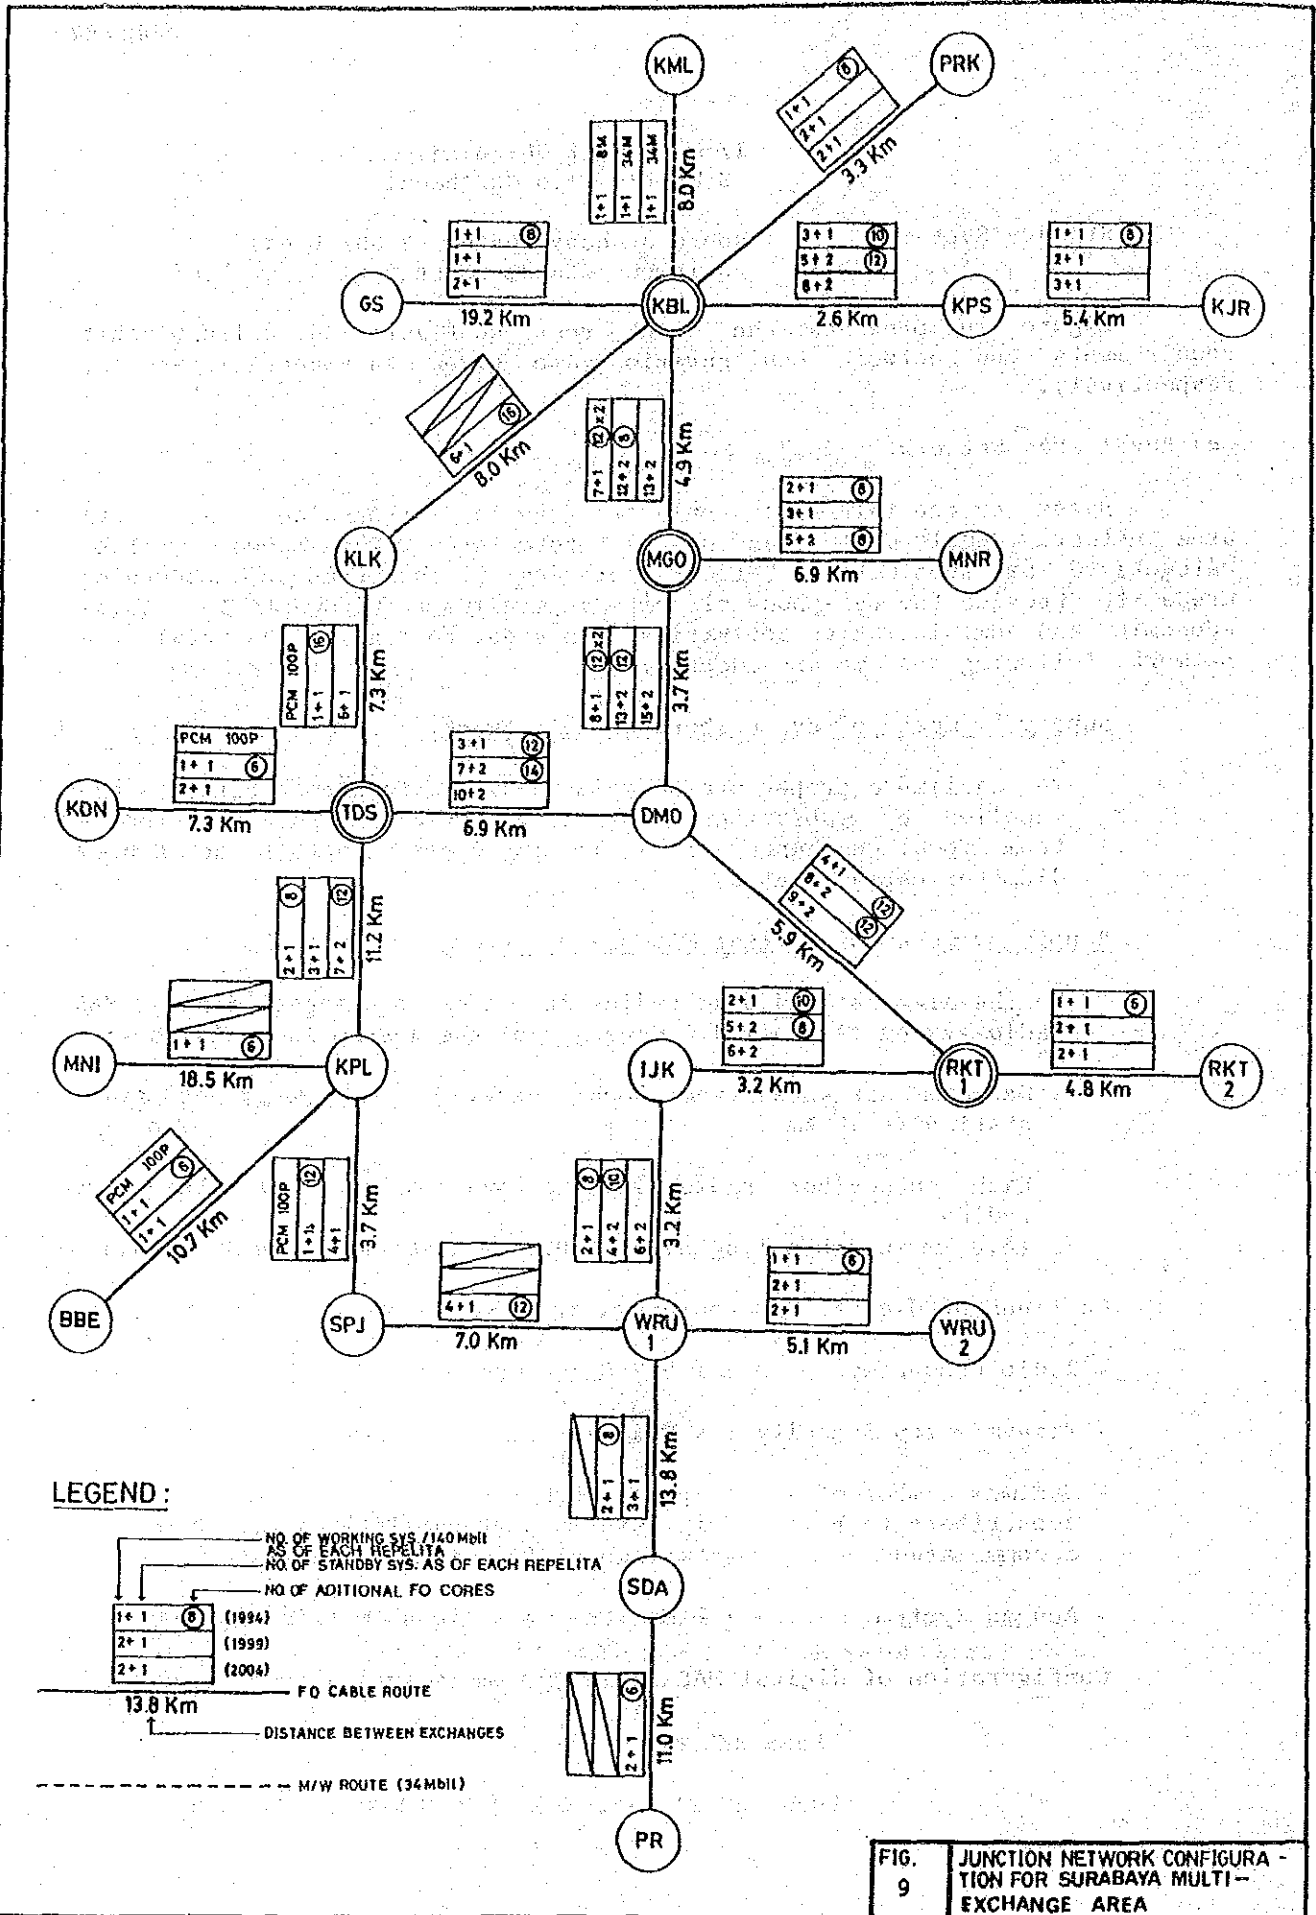 KML
PRK
1+1 8M
1+1 34M
1+1 34M
8.0 Km
1+1 6
2+1
2+1
3.3 Km
1+1 8
1+1
2+1
GS
19.2 Km
KBL
3+1 10
5+2 12
6+2
2.6 Km
KPS
1+1 8
2+1
3+1
5.4 Km
KJR
6+1 16
8.0 Km
7+1 12 x2
12+2 8
13+2
4.9 Km
2+1 8
3+1
5+2 8
KLK
MGO
6.9 Km
MNR
PCM 100P
1+1 16
6+1
7.3 Km
8+1 12 x2
13+2 12
15+2
3.7 Km
PCM 100P
1+1 6
2+1
KDN
7.3 Km
TDS
3+1 12
7+2 14
10+2
6.9 Km
DMO
2+1 8
3+1
7+2 12
11.2 Km
4+1
8+2 12
9+2 12
5.9 Km
1+1 6
MNI
18.5 Km
KPL
2+1 10
5+2 8
6+2
IJK
3.2 Km
RKT
1
1+1 6
2+1
2+1
4.8 Km
RKT
2
PCM 100P
1+1 6
1+1
10.7 Km
PCM 100P
1+1 12
4+1
3.7 Km
2+1 8
4+2 10
6+2
3.2 Km
BBE
SPJ
4+1 12
7.0 Km
WRU
1
1+1 6
2+1
2+1
5.1 Km
WRU
2
2+1 8
3+1
13.8 Km
SDA
2+1 6
11.0 Km
PR
LEGEND :
NO. OF WORKING SYS /140 Mbit
AS OF EACH REPELITA
NO. OF STANDBY SYS. AS OF EACH REPELITA
NO. OF ADITIONAL FO CORES
1+1 8 (1994)
2+1 (1999)
2+1 (2004)
FO CABLE ROUTE
13.8 Km
DISTANCE BETWEEN EXCHANGES
M/W ROUTE (34Mbit)
FIG.
9
JUNCTION NETWORK CONFIGURA -
TION FOR SURABAYA MULTI -
EXCHANGE AREA